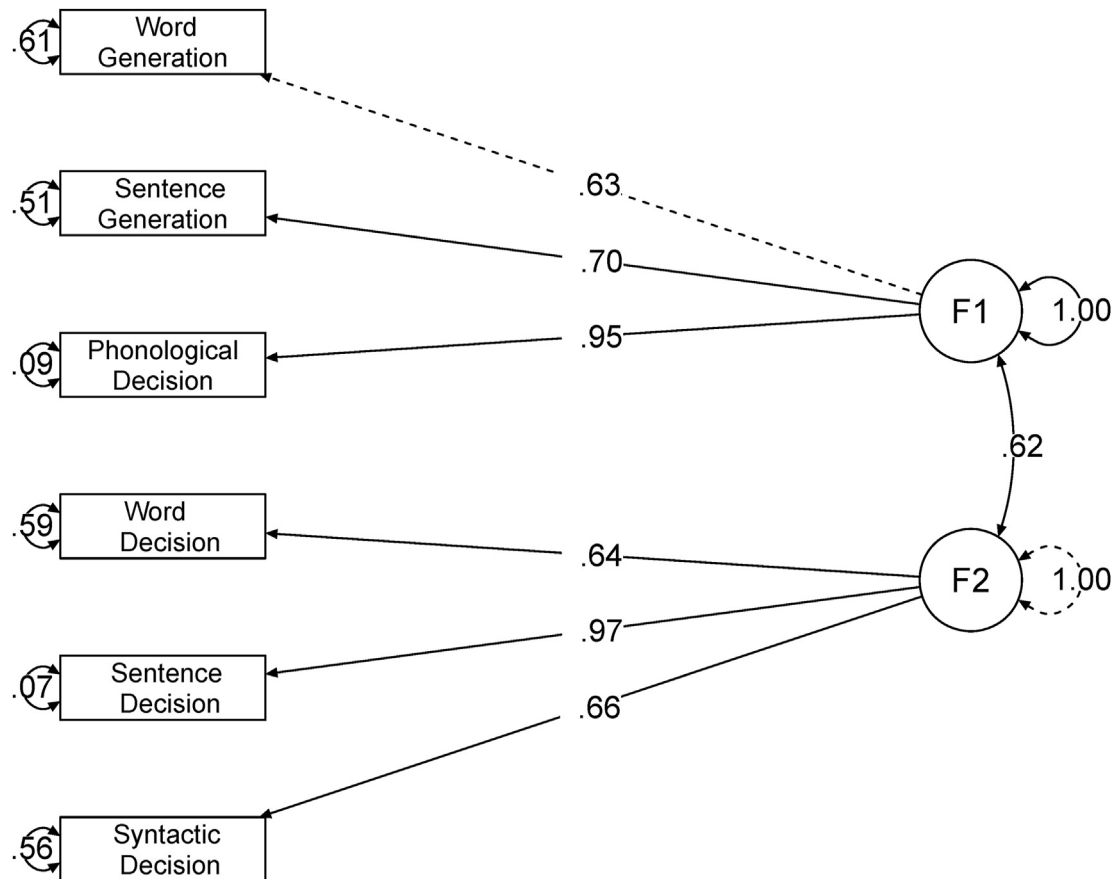 .61
Word
Generation
.63
.51
Sentence
Generation
.70
.95
F1
1.00
.09
Phonological
Decision
.62
.59
Word
Decision
.64
F2
1.00
.97
.07
Sentence
Decision
.66
.56
Syntactic
Decision